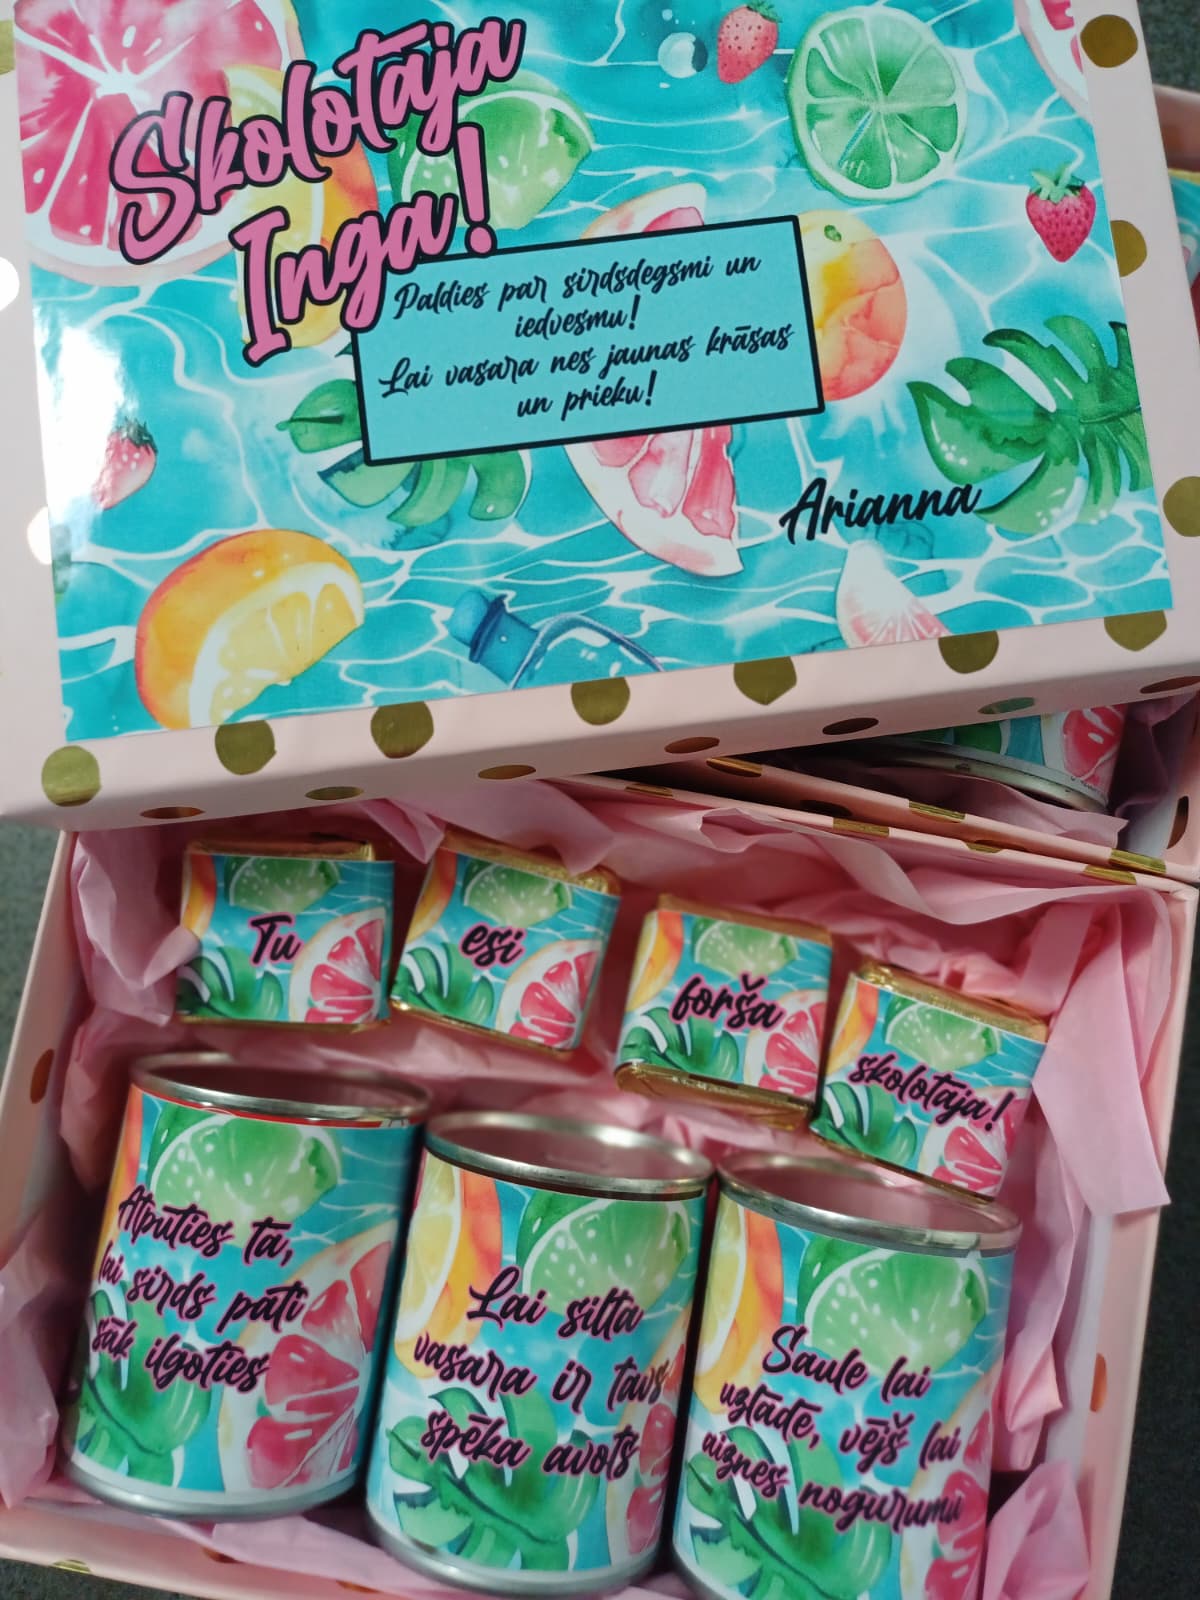 Skolotāja
Inga!
Paldies par sirdsdegsmi un
iedvesmu!
Lai vasara nes jaunas krāsas
un prieku!
Arianna
Tu
esi
forša
skolotāja!
Atpūties tā,
lai sirds pati
sāk ilgoties
Lai silta
vasara ir tavs
spēka avots
Saule lai
uzlādē, vējš lai
aiznes nogurumu